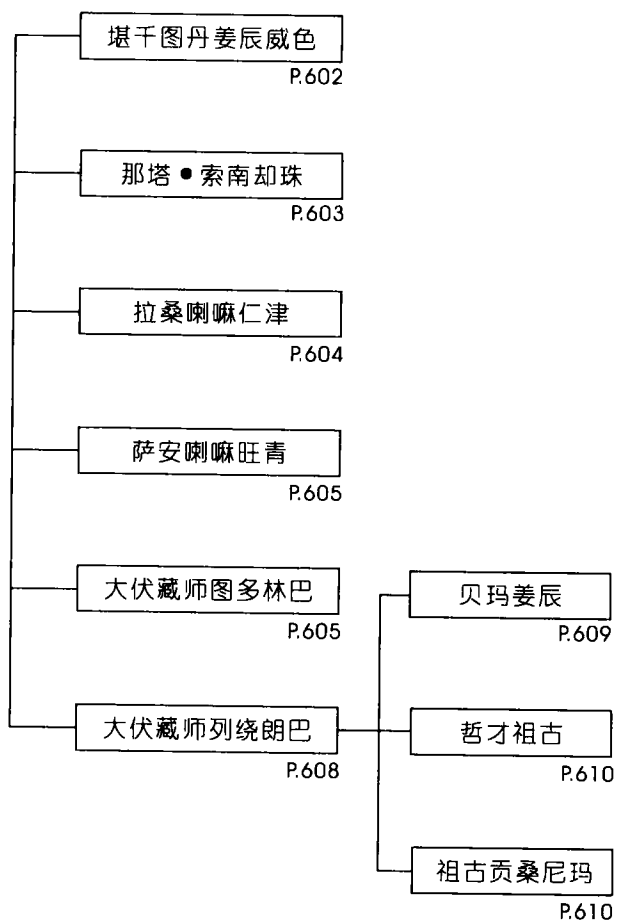 堪千图丹姜辰威色
P.602
那塔●索南却珠
P.603
拉桑喇嘛仁津
P.604
萨安喇嘛旺青
P.605
大伏藏师图多林巴
P.605
大伏藏师列绕朗巴
P.608
贝玛姜辰
P.609
哲才祖古
P.610
祖古贡桑尼玛
P.610